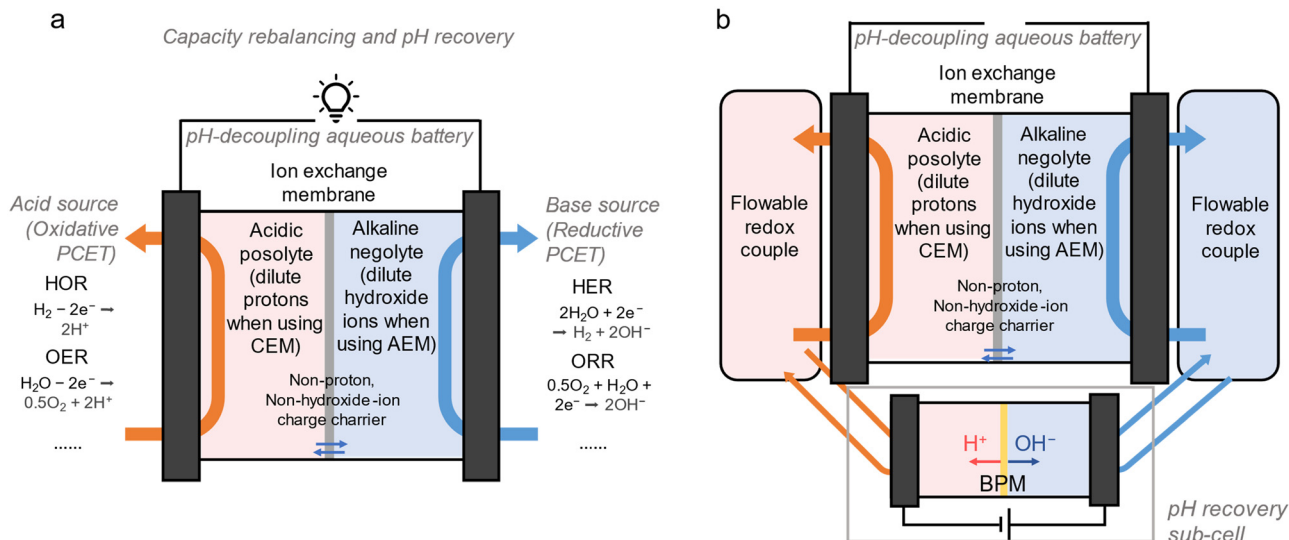 a
Capacity rebalancing and pH recovery
pH-decoupling aqueous battery
Ion exchange
membrane
Acid source
(Oxidative
PCET)
HOR
H₂ – 2e⁻ ➞
2H⁺
OER
H₂O – 2e⁻ ➞
0.5O₂ + 2H⁺
......
Acidic
posolyte
(dilute
protons
when using
CEM)
Alkaline
negolyte
(dilute
hydroxide
ions when
using AEM)
Non-proton,
Non-hydroxide-ion
charge charrier
Base source
(Reductive
PCET)
HER
2H₂O + 2e⁻
➞ H₂ + 2OH⁻
ORR
0.5O₂ + H₂O +
2e⁻ ➞ 2OH⁻
......
b
pH-decoupling aqueous battery
Ion exchange
membrane
Flowable
redox
couple
Acidic
posolyte
(dilute
protons
when using
CEM)
Alkaline
negolyte
(dilute
hydroxide
ions when
using AEM)
Non-proton,
Non-hydroxide-ion
charge charrier
Flowable
redox
couple
H⁺
OH⁻
BPM
pH recovery
sub-cell